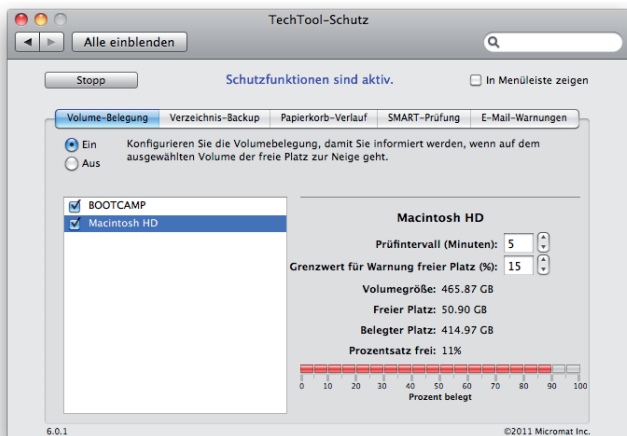 TechTool-Schutz
Alle einblenden
Stopp
Schutzfunktionen sind aktiv.
In Menüleiste zeigen
Volume-Belegung
Verzeichnis-Backup
Papierkorb-Verlauf
SMART-Prüfung
E-Mail-Warnungen
Ein
Aus
Konfigurieren Sie die Volumebelegung, damit Sie informiert werden, wenn auf dem
ausgewählten Volume der freie Platz zur Neige geht.
BOOTCAMP
Macintosh HD
Macintosh HD
Prüfintervall (Minuten): 5
Grenzwert für Warnung freier Platz (%): 15
Volumegröße: 465.87 GB
Freier Platz: 50.90 GB
Belegter Platz: 414.97 GB
Prozentsatz frei: 11%
0 10 20 30 40 50 60 70 80 90 100
Prozent belegt
6.0.1
©2011 Micromat Inc.